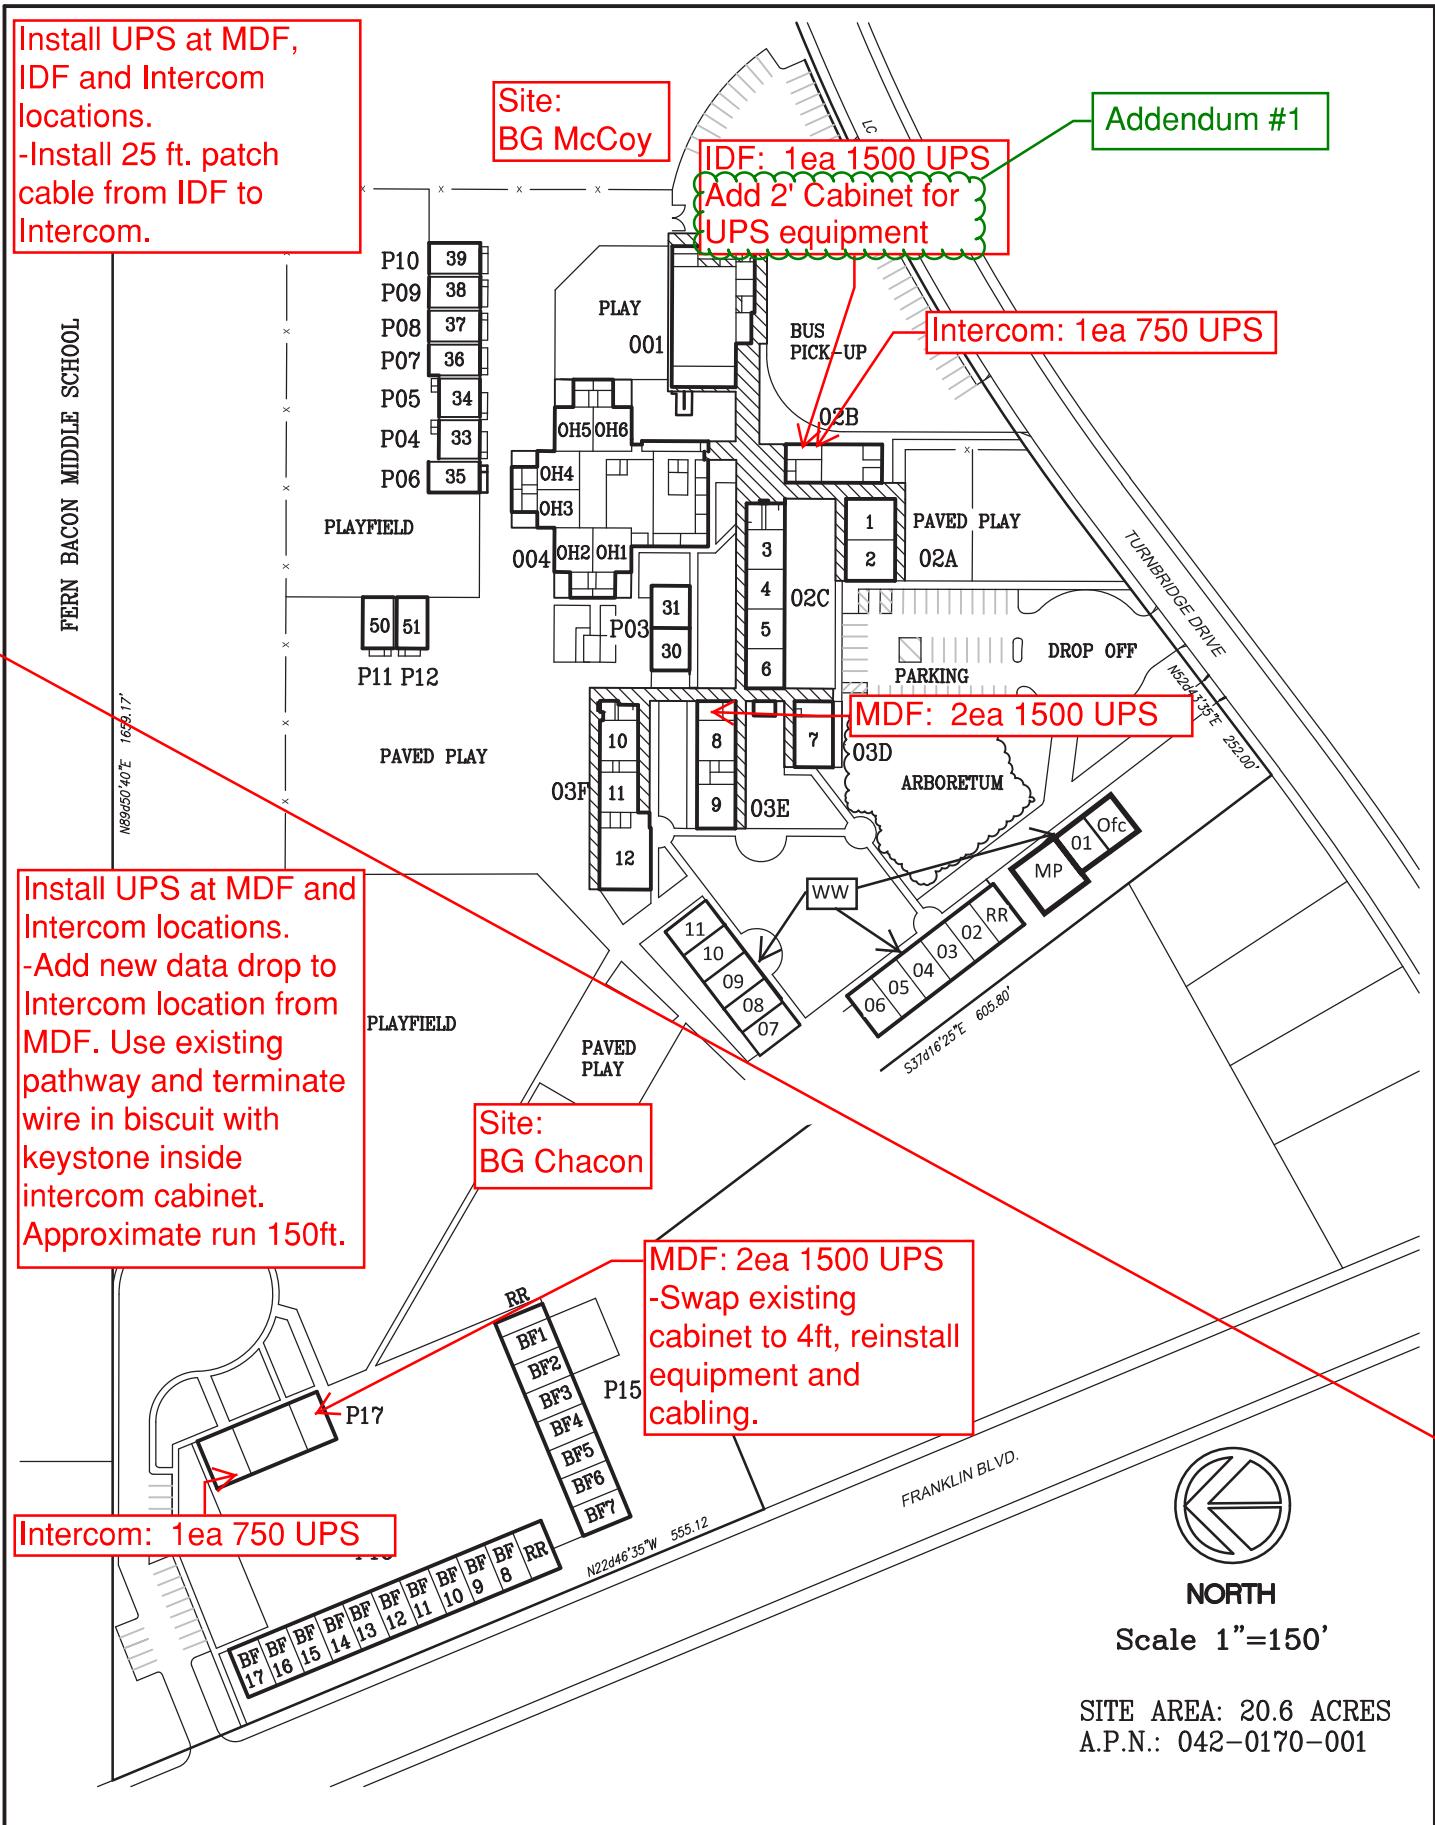 Install UPS at MDF,
IDF and Intercom
locations.
-Install 25 ft. patch
cable from IDF to
Intercom.
Site:
BG McCoy
Addendum #1
IDF: 1ea 1500 UPS
Add 2' Cabinet for
UPS equipment
LC
Intercom: 1ea 750 UPS
P10 39
P09 38
P08 37
P07 36
P05 34
P04 33
P06 35
PLAY
001
BUS
PICK-UP
02B
FERN BACON MIDDLE SCHOOL
OH5 OH6
OH4
OH3
OH2 OH1
004
PLAYFIELD
1
2
PAVED PLAY
02A
3
4
5
6
02C
TURNBRIDGE DRIVE
50 51
P11 P12
31
30
P03
PARKING
DROP OFF
N52d43'35"E 252.00'
N89d50'40"E 1659.17'
MDF: 2ea 1500 UPS
PAVED PLAY
10
11
12
03F
8
9
03E
7
03D
ARBORETUM
WW
Ofc
01
MP
RR
02
03
04
05
06
11
10
09
08
07
S37d16'25"E 605.80'
Install UPS at MDF and
Intercom locations.
-Add new data drop to
Intercom location from
MDF. Use existing
pathway and terminate
wire in biscuit with
keystone inside
intercom cabinet.
Approximate run 150ft.
PLAYFIELD
PAVED
PLAY
Site:
BG Chacon
MDF: 2ea 1500 UPS
-Swap existing
cabinet to 4ft, reinstall
equipment and
cabling.
RR
BF1
BF2
BF3
BF4
BF5
BF6
BF7
P15
P17
Intercom: 1ea 750 UPS
BF 17
BF 16
BF 15
BF 14
BF 13
BF 12
BF 11
BF 10
BF 9
BF 8
RR
N22d46'35"W 555.12
FRANKLIN BLVD.
NORTH
Scale 1"=150'
SITE AREA: 20.6 ACRES
A.P.N.: 042-0170-001